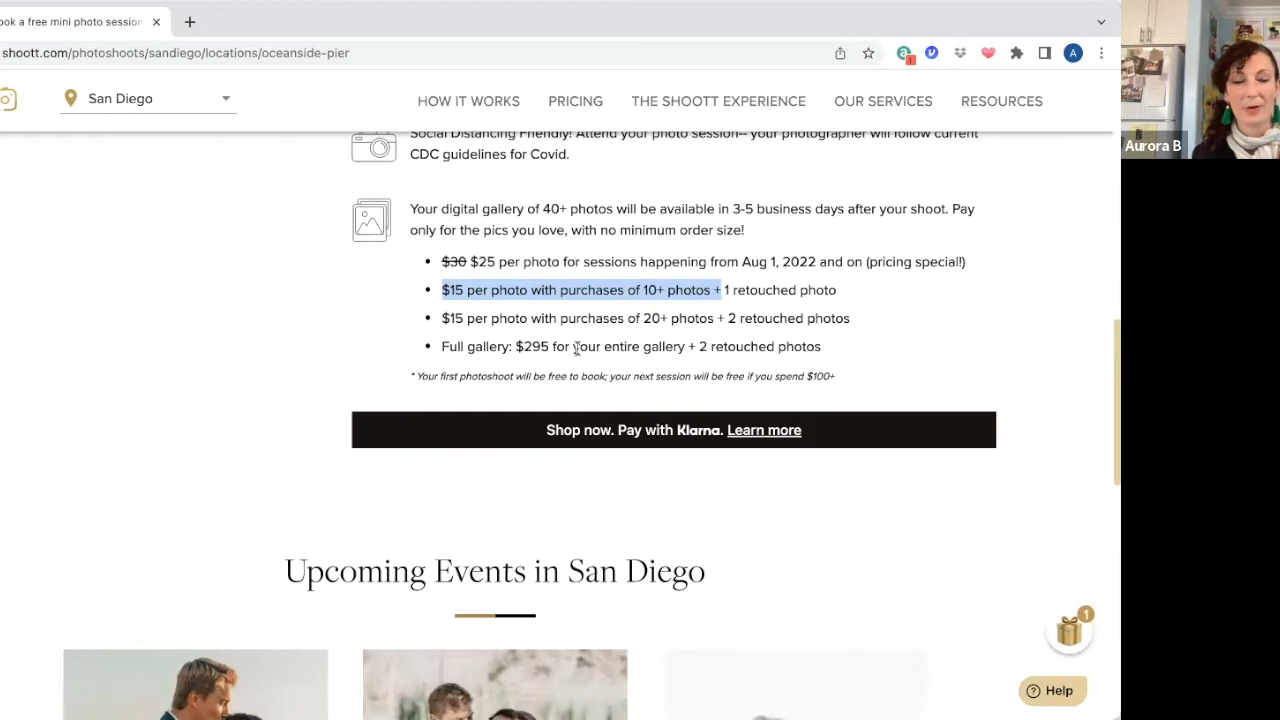 ook a free mini photo session
shoott.com/photoshoots/sandiego/locations/oceanside-pier
1
A
San Diego
HOW IT WORKS
PRICING
THE SHOOTT EXPERIENCE
OUR SERVICES
RESOURCES
Aurora B
Social Distancing Friendly! Attend your photo session-- your photographer will follow current
CDC guidelines for Covid.
Your digital gallery of 40+ photos will be available in 3-5 business days after your shoot. Pay
only for the pics you love, with no minimum order size!
• $30 $25 per photo for sessions happening from Aug 1, 2022 and on (pricing special!)
• $15 per photo with purchases of 10+ photos + 1 retouched photo
• $15 per photo with purchases of 20+ photos + 2 retouched photos
• Full gallery: $295 for your entire gallery + 2 retouched photos
* Your first photoshoot will be free to book; your next session will be free if you spend $100+
Shop now. Pay with Klarna. Learn more
Upcoming Events in San Diego
1
Help